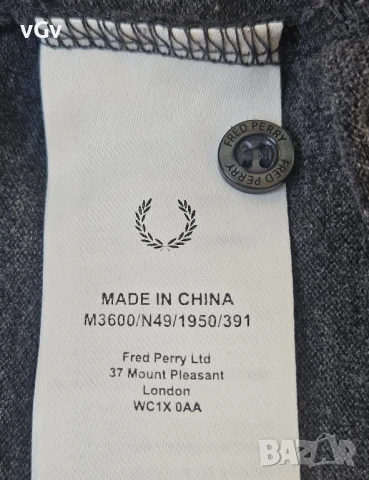 vGv
FRED PERRY
FRED PERRY
MADE IN CHINA
M3600/N49/1950/391
Fred Perry Ltd
37 Mount Pleasant
London
WC1X 0AA
BAZAR